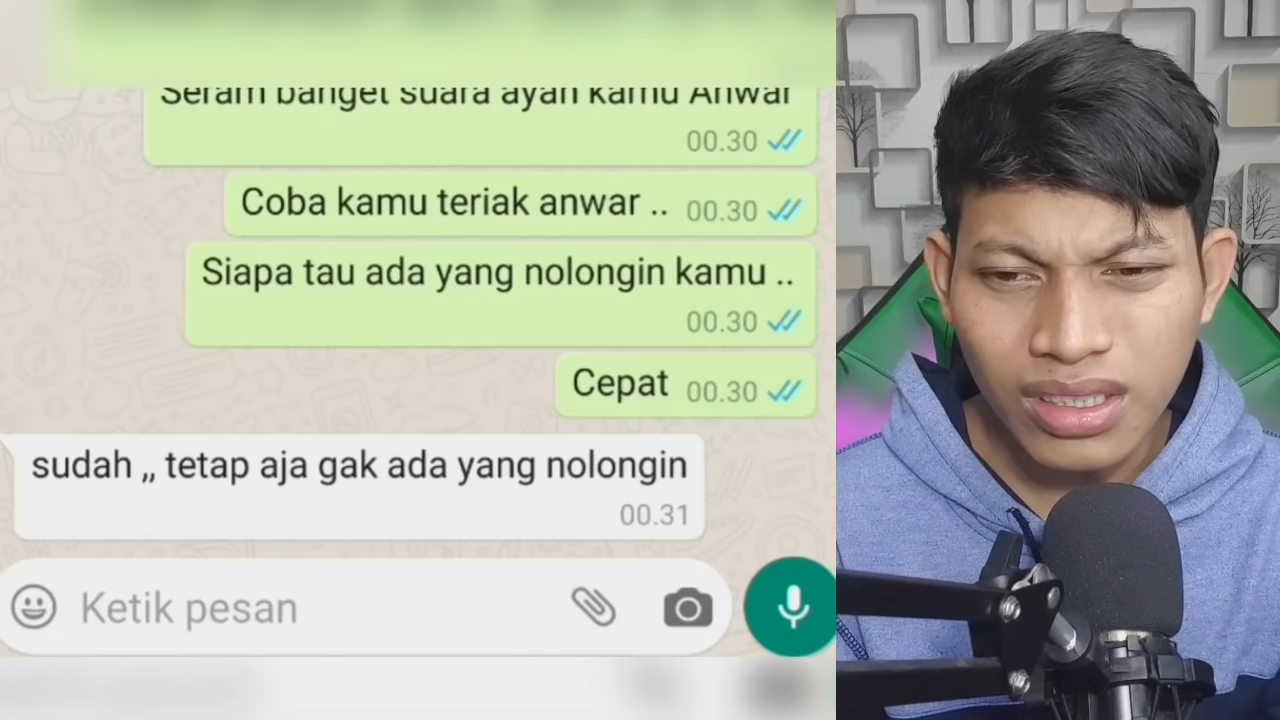 Seram banget suara ayah kamu Anwar
00.30
Coba kamu teriak anwar .. 00.30
Siapa tau ada yang nolongin kamu ..
00.30
Cepat 00.30
sudah ,, tetap aja gak ada yang nolongin
00.31
Ketik pesan